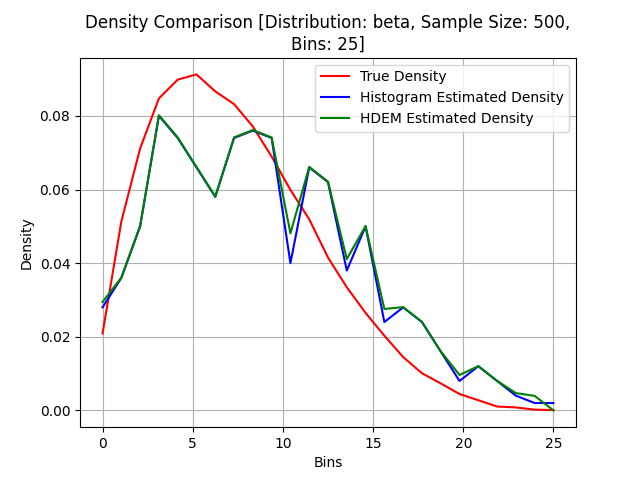 Density Comparison [Distribution: beta, Sample Size: 500,
Bins: 25]
True Density
Histogram Estimated Density
HDEM Estimated Density
Density
0.08
0.06
0.04
0.02
0.00
0
5
10
15
20
25
Bins